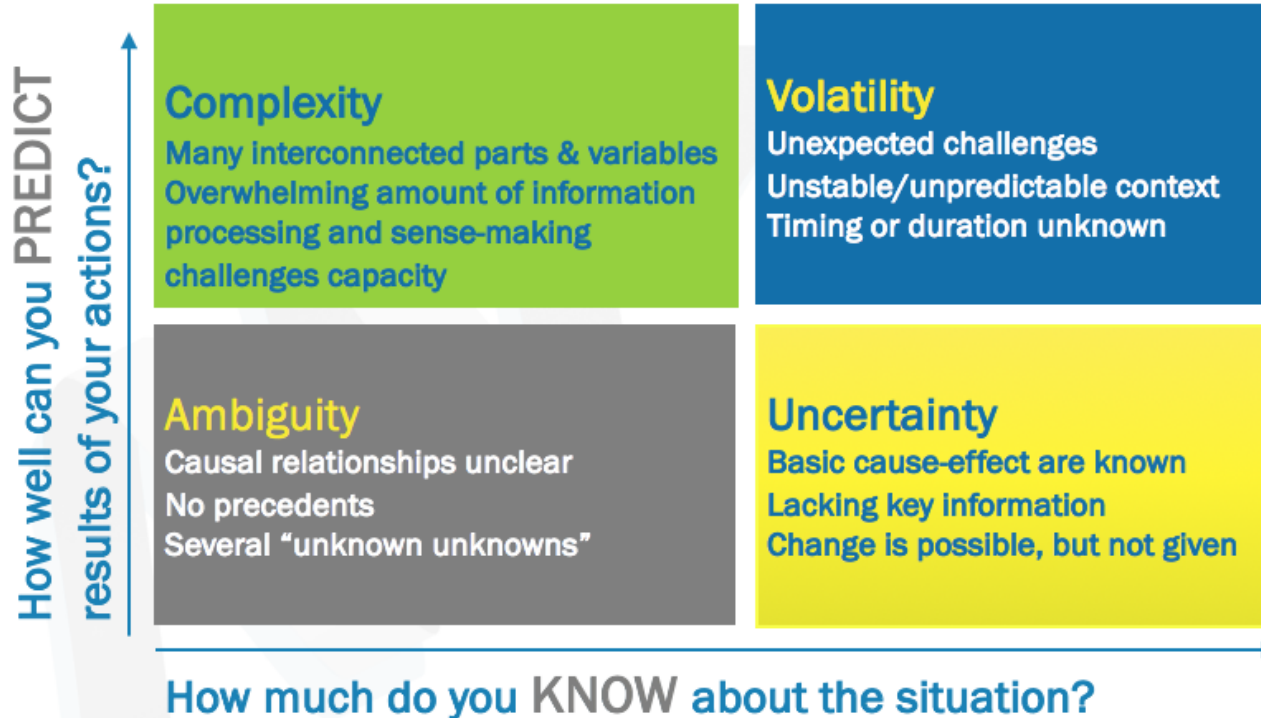 How well can you PREDICT
results of your actions?
Complexity
Many interconnected parts & variables
Overwhelming amount of information
processing and sense-making
challenges capacity
Volatility
Unexpected challenges
Unstable/unpredictable context
Timing or duration unknown
Ambiguity
Causal relationships unclear
No precedents
Several “unknown unknowns”
Uncertainty
Basic cause-effect are known
Lacking key information
Change is possible, but not given
How much do you KNOW about the situation?